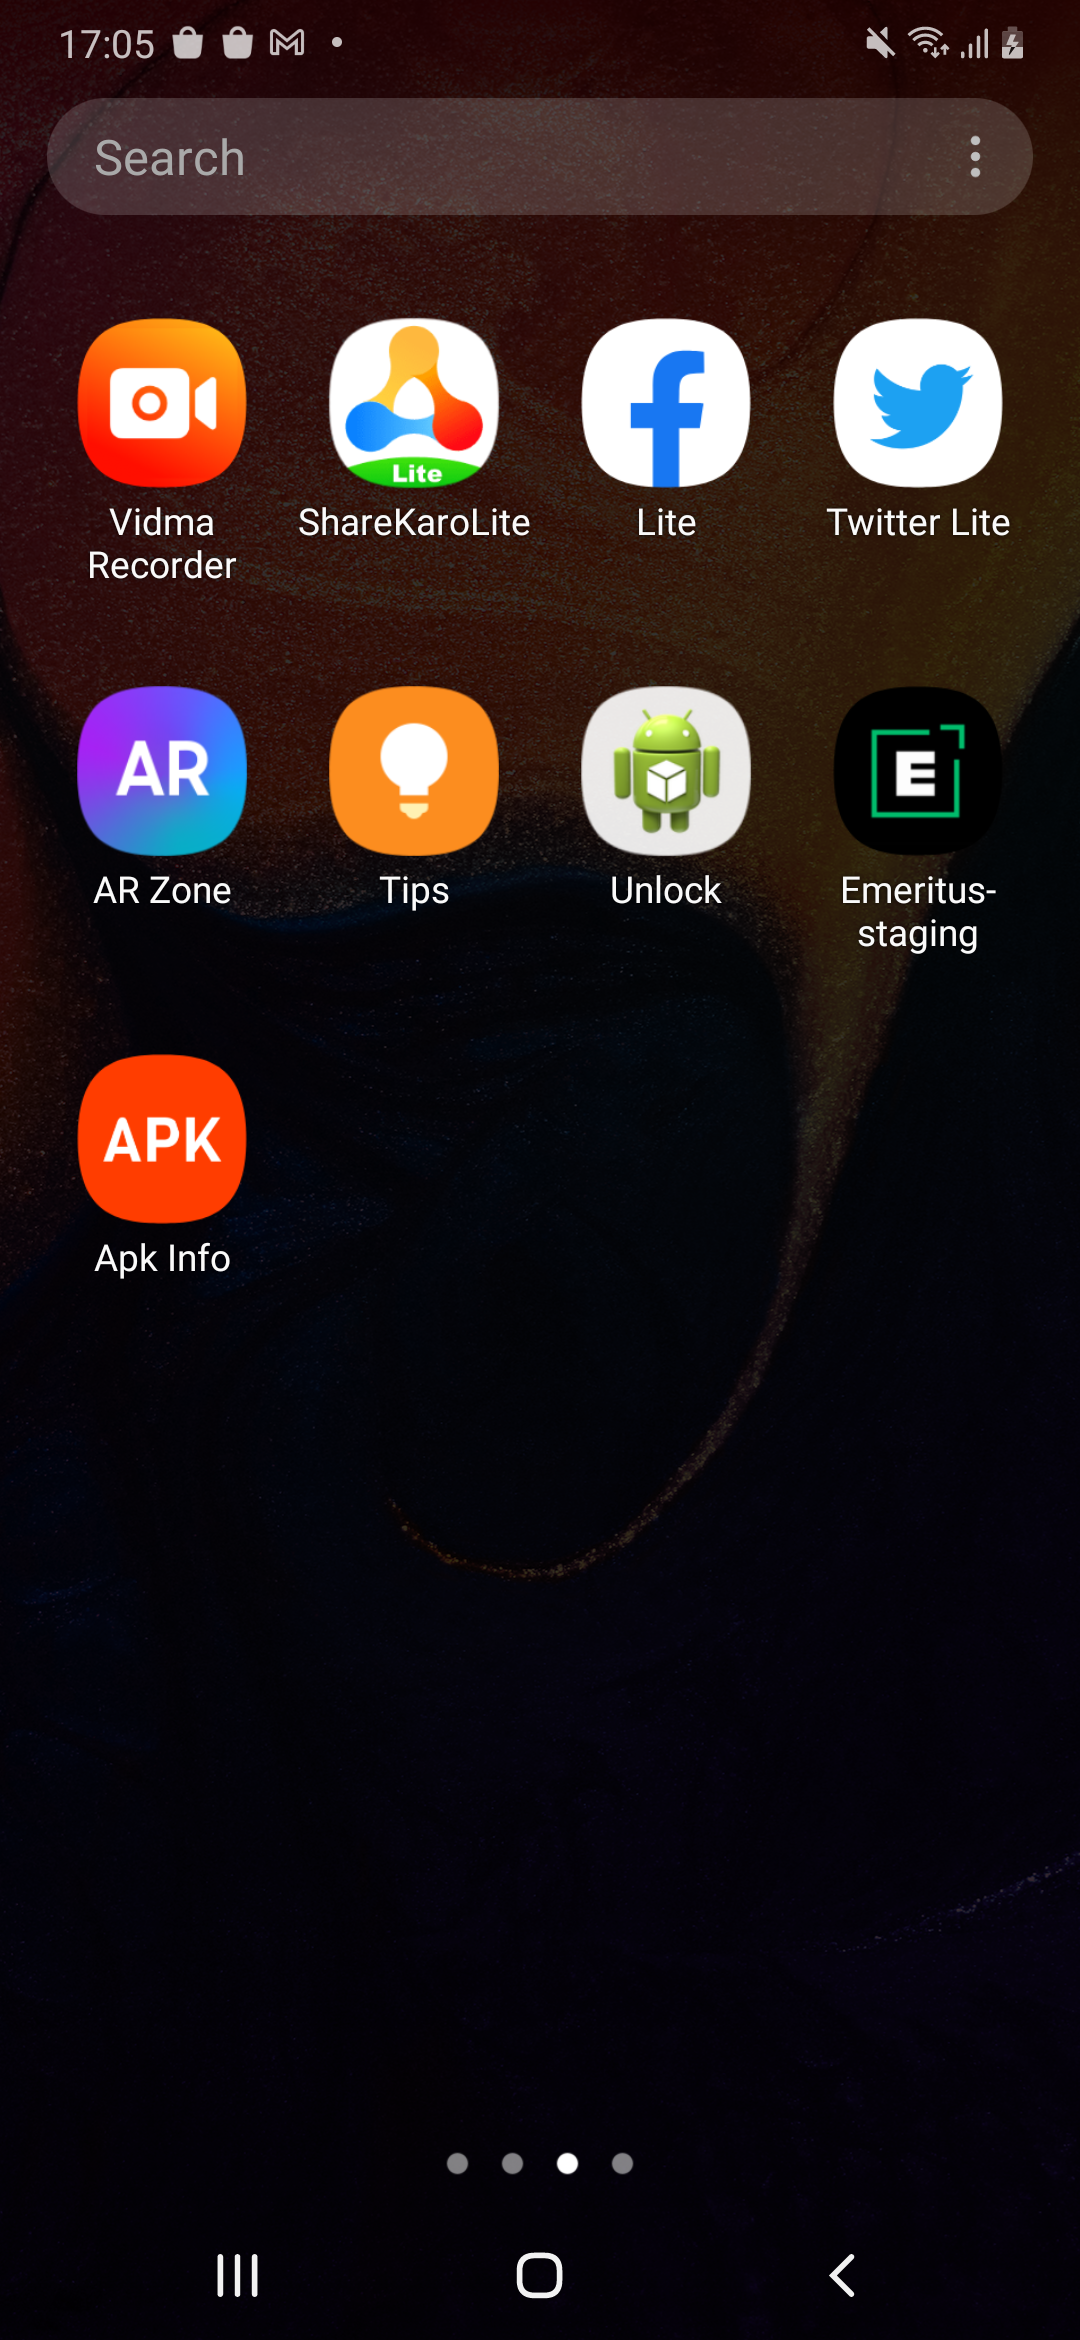 17:05
Search
Lite
Vidma
Recorder
ShareKaroLite
Lite
Twitter Lite
AR
E
AR Zone
Tips
Unlock
Emeritus-
staging
APK
Apk Info